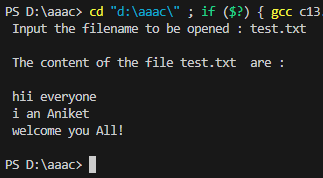 PS D:\aaac> cd "d:\aaac\" ; if ($?) { gcc c13
Input the filename to be opened : test.txt
The content of the file test.txt  are :
hii everyone
i an Aniket
welcome you All!
PS D:\aaac>